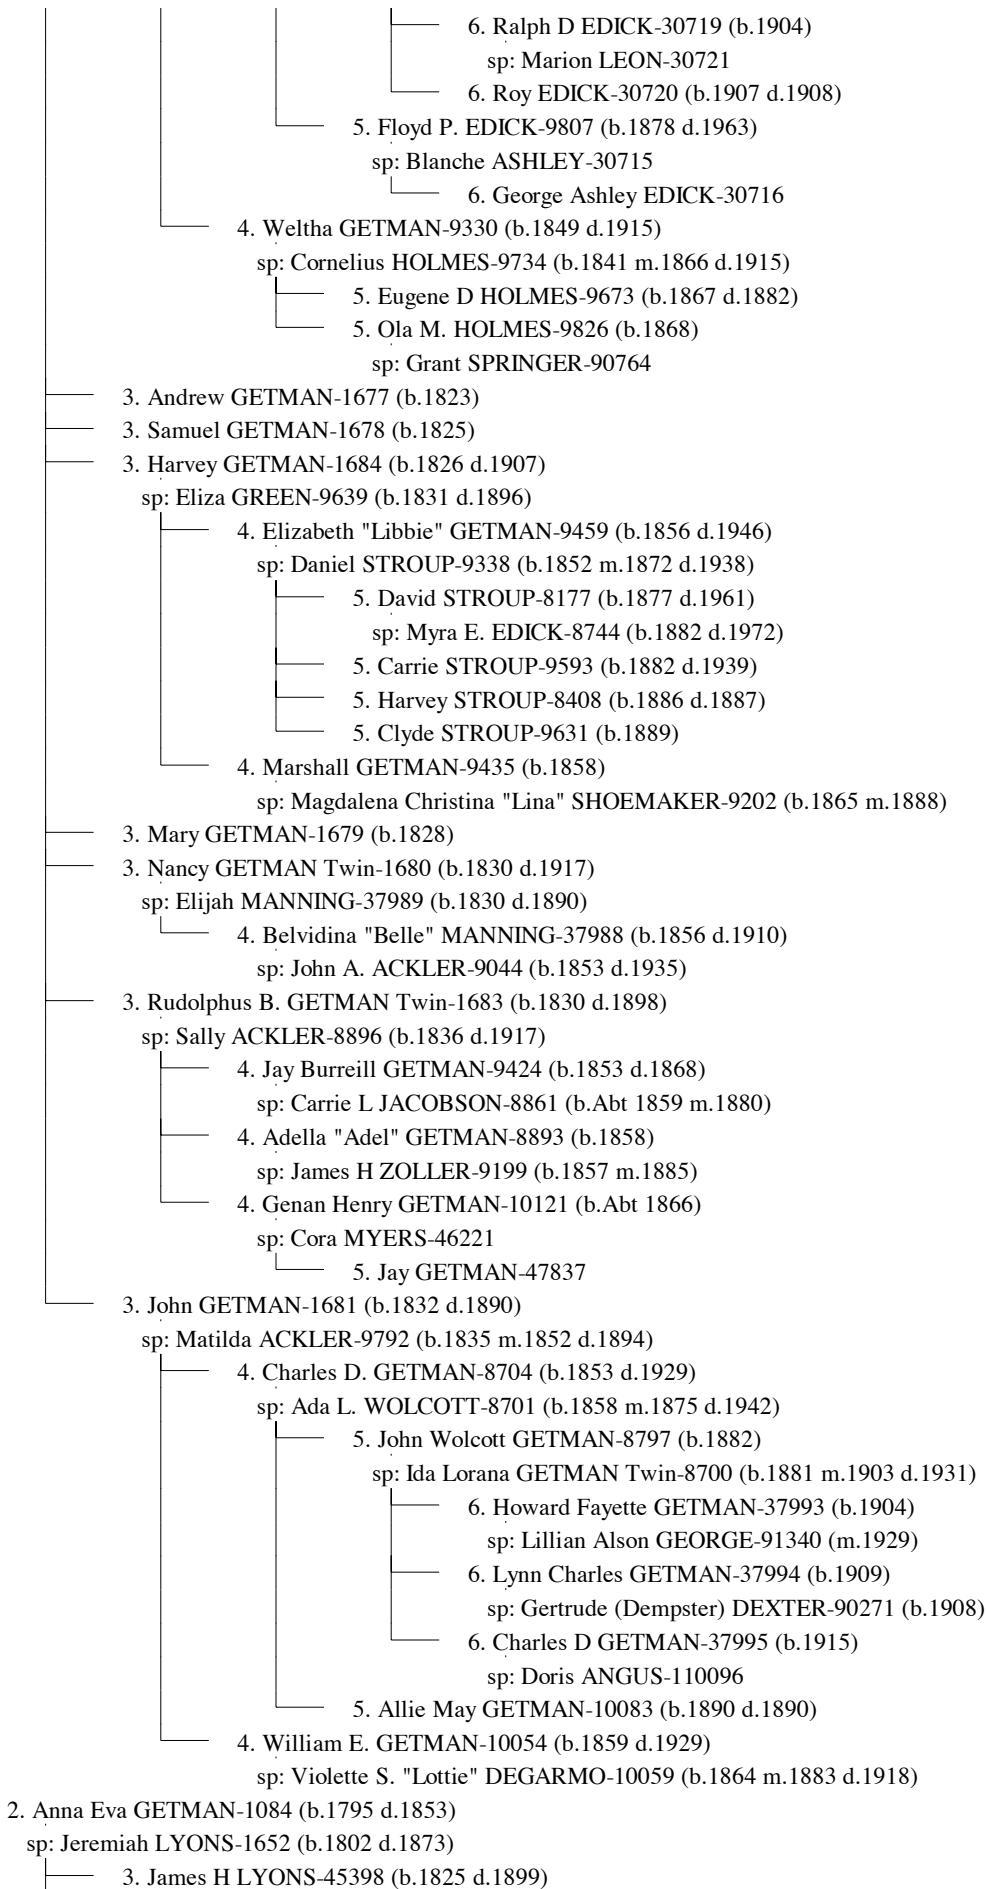 6. Ralph D EDICK-30719 (b.1904)
sp: Marion LEON-30721
6. Roy EDICK-30720 (b.1907 d.1908)
5. Floyd P. EDICK-9807 (b.1878 d.1963)
sp: Blanche ASHLEY-30715
6. George Ashley EDICK-30716
4. Weltha GETMAN-9330 (b.1849 d.1915)
sp: Cornelius HOLMES-9734 (b.1841 m.1866 d.1915)
5. Eugene D HOLMES-9673 (b.1867 d.1882)
5. Ola M. HOLMES-9826 (b.1868)
sp: Grant SPRINGER-90764
3. Andrew GETMAN-1677 (b.1823)
3. Samuel GETMAN-1678 (b.1825)
3. Harvey GETMAN-1684 (b.1826 d.1907)
sp: Eliza GREEN-9639 (b.1831 d.1896)
4. Elizabeth "Libbie" GETMAN-9459 (b.1856 d.1946)
sp: Daniel STROUP-9338 (b.1852 m.1872 d.1938)
5. David STROUP-8177 (b.1877 d.1961)
sp: Myra E. EDICK-8744 (b.1882 d.1972)
5. Carrie STROUP-9593 (b.1882 d.1939)
5. Harvey STROUP-8408 (b.1886 d.1887)
5. Clyde STROUP-9631 (b.1889)
4. Marshall GETMAN-9435 (b.1858)
sp: Magdalena Christina "Lina" SHOEMAKER-9202 (b.1865 m.1888)
3. Mary GETMAN-1679 (b.1828)
3. Nancy GETMAN Twin-1680 (b.1830 d.1917)
sp: Elijah MANNING-37989 (b.1830 d.1890)
4. Belvidina "Belle" MANNING-37988 (b.1856 d.1910)
sp: John A. ACKLER-9044 (b.1853 d.1935)
3. Rudolphus B. GETMAN Twin-1683 (b.1830 d.1898)
sp: Sally ACKLER-8896 (b.1836 d.1917)
4. Jay Burreill GETMAN-9424 (b.1853 d.1868)
sp: Carrie L JACOBSON-8861 (b.Abt 1859 m.1880)
4. Adella "Adel" GETMAN-8893 (b.1858)
sp: James H ZOLLER-9199 (b.1857 m.1885)
4. Genan Henry GETMAN-10121 (b.Abt 1866)
sp: Cora MYERS-46221
5. Jay GETMAN-47837
3. John GETMAN-1681 (b.1832 d.1890)
sp: Matilda ACKLER-9792 (b.1835 m.1852 d.1894)
4. Charles D. GETMAN-8704 (b.1853 d.1929)
sp: Ada L. WOLCOTT-8701 (b.1858 m.1875 d.1942)
5. John Wolcott GETMAN-8797 (b.1882)
sp: Ida Lorana GETMAN Twin-8700 (b.1881 m.1903 d.1931)
6. Howard Fayette GETMAN-37993 (b.1904)
sp: Lillian Alson GEORGE-91340 (m.1929)
6. Lynn Charles GETMAN-37994 (b.1909)
sp: Gertrude (Dempster) DEXTER-90271 (b.1908)
6. Charles D GETMAN-37995 (b.1915)
sp: Doris ANGUS-110096
5. Allie May GETMAN-10083 (b.1890 d.1890)
4. William E. GETMAN-10054 (b.1859 d.1929)
sp: Violette S. "Lottie" DEGARMO-10059 (b.1864 m.1883 d.1918)
2. Anna Eva GETMAN-1084 (b.1795 d.1853)
sp: Jeremiah LYONS-1652 (b.1802 d.1873)
3. James H LYONS-45398 (b.1825 d.1899)